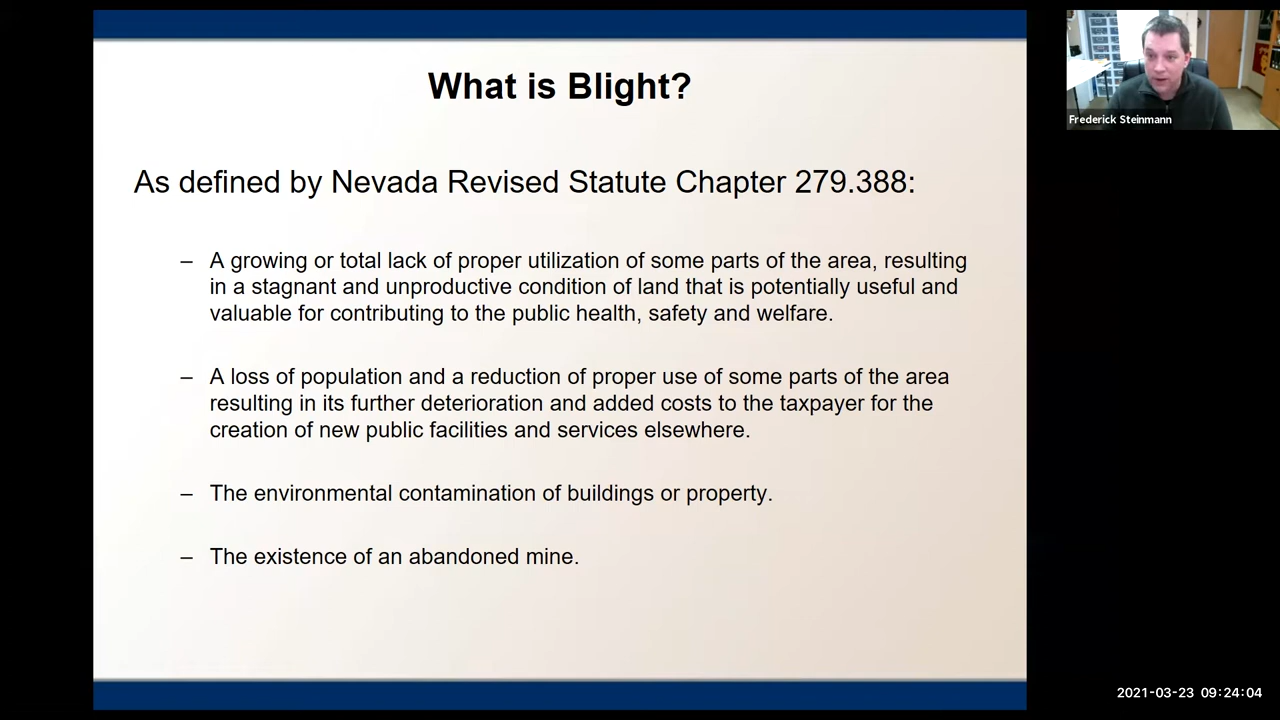 What is Blight?
As defined by Nevada Revised Statute Chapter 279.388:
– A growing or total lack of proper utilization of some parts of the area, resulting
in a stagnant and unproductive condition of land that is potentially useful and
valuable for contributing to the public health, safety and welfare.
– A loss of population and a reduction of proper use of some parts of the area
resulting in its further deterioration and added costs to the taxpayer for the
creation of new public facilities and services elsewhere.
– The environmental contamination of buildings or property.
– The existence of an abandoned mine.
Frederick Steinmann
2021-03-23 09:24:04